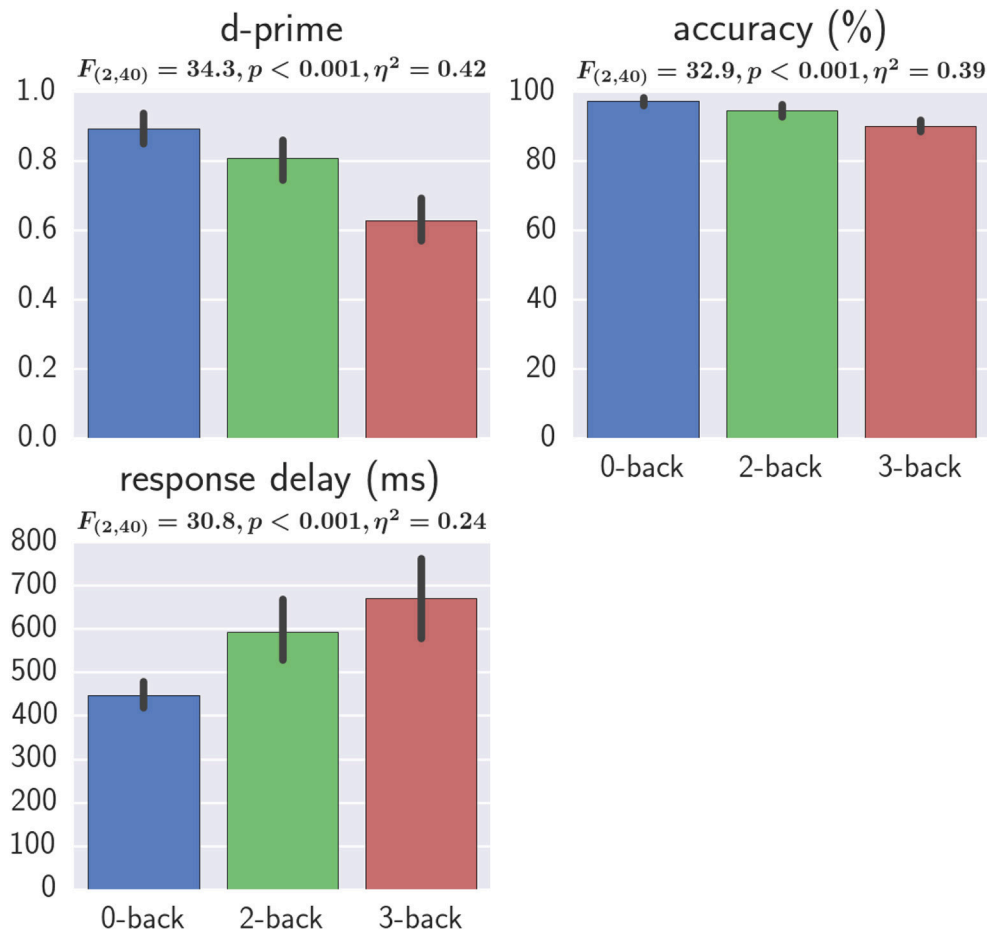 d-prime
F(2,40) = 34.3, p < 0.001, η² = 0.42
1.0
0.8
0.6
0.4
0.2
0.0
accuracy (%)
F(2,40) = 32.9, p < 0.001, η² = 0.39
100
80
60
40
20
0
0-back 2-back 3-back
response delay (ms)
F(2,40) = 30.8, p < 0.001, η² = 0.24
800
700
600
500
400
300
200
100
0
0-back 2-back 3-back